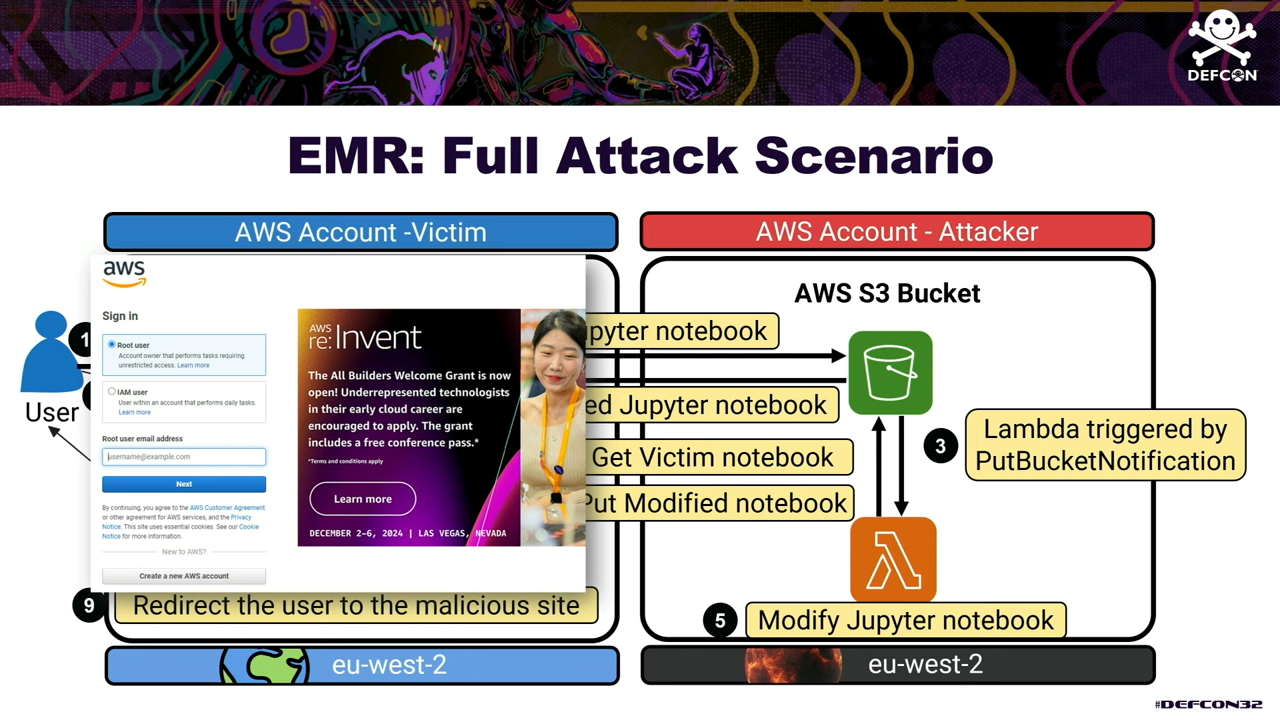 DEFCON
EMR: Full Attack Scenario
AWS Account -Victim
AWS Account - Attacker
aws
Sign in
Root user
Account owner that performs tasks requiring
unrestricted access. Learn more
IAM user
User within an account that performs daily tasks.
Learn more
Root user email address
username@example.com
Next
By continuing, you agree to the AWS Customer Agreement
or other agreement for AWS services, and the Privacy
Notice. This site uses essential cookies. See our Cookie
Notice for more information.
New to AWS?
Create a new AWS account
AWS
re:Invent
The All Builders Welcome Grant is now
open! Underrepresented technologists
in their early cloud career are
encouraged to apply. The grant
includes a free conference pass.*
*Terms and conditions apply
Learn more
DECEMBER 2–6, 2024 | LAS VEGAS, NEVADA
1
User
AWS S3 Bucket
pyter notebook
ed Jupyter notebook
Get Victim notebook
Put Modified notebook
3
Lambda triggered by
PutBucketNotification
9
Redirect the user to the malicious site
5
Modify Jupyter notebook
eu-west-2
eu-west-2
#DEFCON32